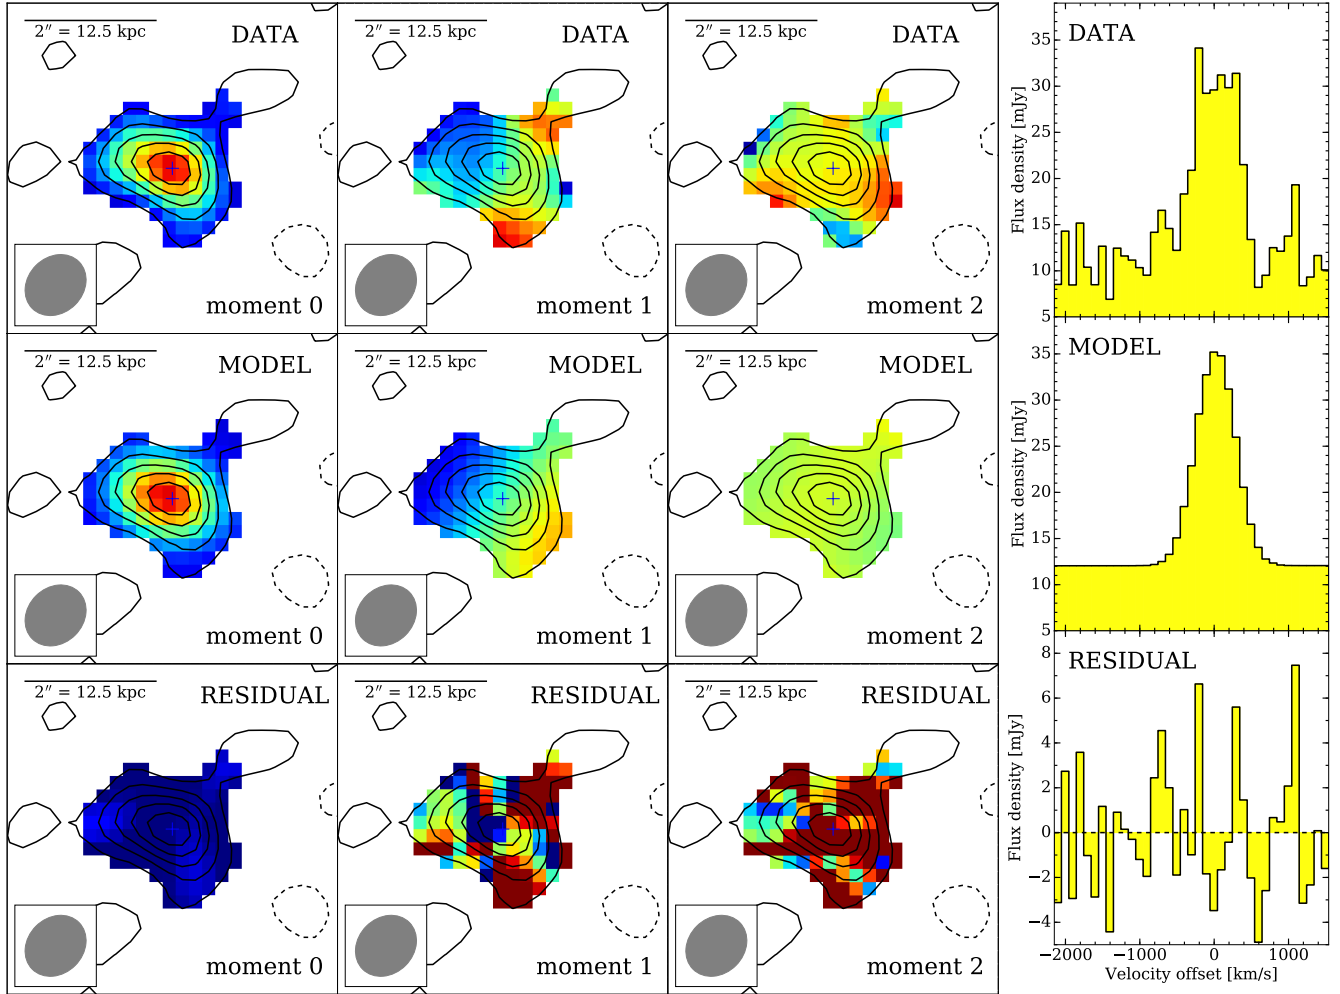 2″ = 12.5 kpc
DATA
moment 0
2″ = 12.5 kpc
DATA
moment 1
2″ = 12.5 kpc
DATA
moment 2
DATA
Flux density [mJy]
35
30
25
20
15
10
5
2″ = 12.5 kpc
MODEL
moment 0
2″ = 12.5 kpc
MODEL
moment 1
2″ = 12.5 kpc
MODEL
moment 2
MODEL
Flux density [mJy]
35
30
25
20
15
10
5
2″ = 12.5 kpc
RESIDUAL
moment 0
2″ = 12.5 kpc
RESIDUAL
moment 1
2″ = 12.5 kpc
RESIDUAL
moment 2
RESIDUAL
Flux density [mJy]
8
6
4
2
0
−2
−4
−2000 −1000 0 1000
Velocity offset [km/s]